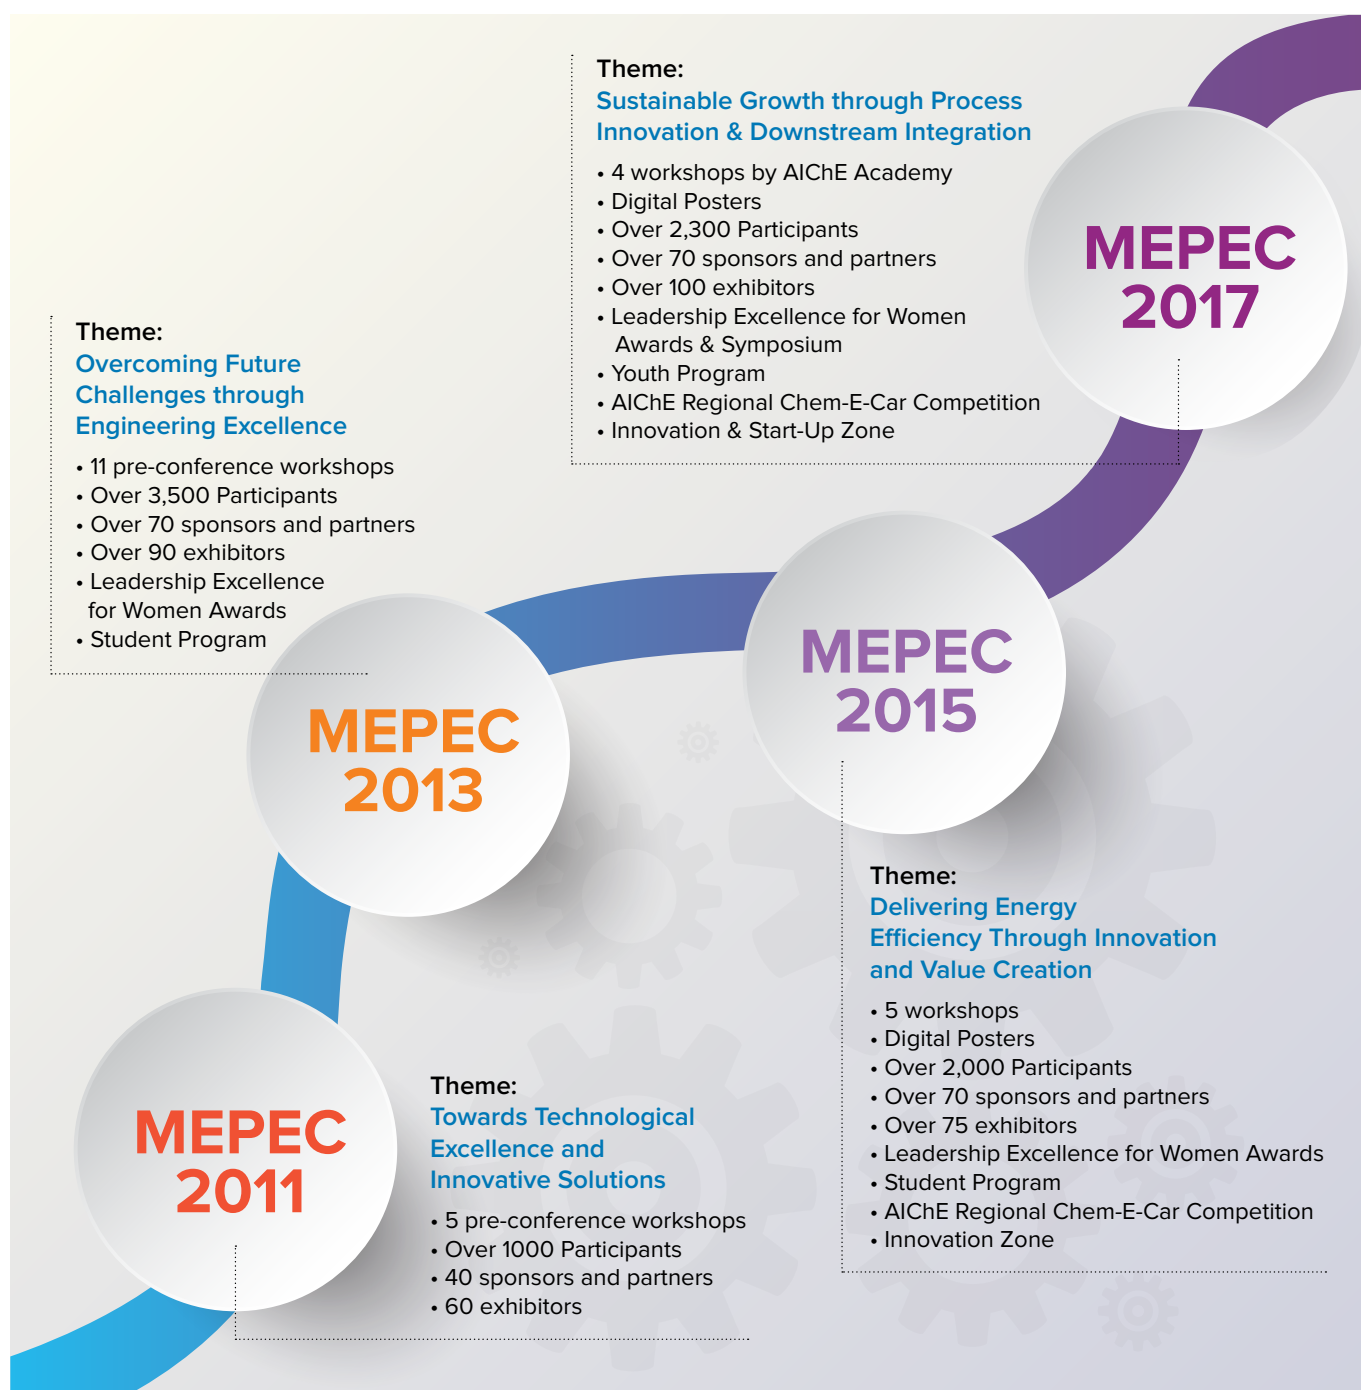 Theme:
Sustainable Growth through Process
Innovation & Downstream Integration
• 4 workshops by AIChE Academy
• Digital Posters
• Over 2,300 Participants
• Over 70 sponsors and partners
• Over 100 exhibitors
• Leadership Excellence for Women
Awards & Symposium
• Youth Program
• AIChE Regional Chem-E-Car Competition
• Innovation & Start-Up Zone
MEPEC
2017
Theme:
Overcoming Future
Challenges through
Engineering Excellence
• 11 pre-conference workshops
• Over 3,500 Participants
• Over 70 sponsors and partners
• Over 90 exhibitors
• Leadership Excellence
for Women Awards
• Student Program
MEPEC
2013
MEPEC
2015
Theme:
Delivering Energy
Efficiency Through Innovation
and Value Creation
• 5 workshops
• Digital Posters
• Over 2,000 Participants
• Over 70 sponsors and partners
• Over 75 exhibitors
• Leadership Excellence for Women Awards
• Student Program
• AIChE Regional Chem-E-Car Competition
• Innovation Zone
MEPEC
2011
Theme:
Towards Technological
Excellence and
Innovative Solutions
• 5 pre-conference workshops
• Over 1000 Participants
• 40 sponsors and partners
• 60 exhibitors